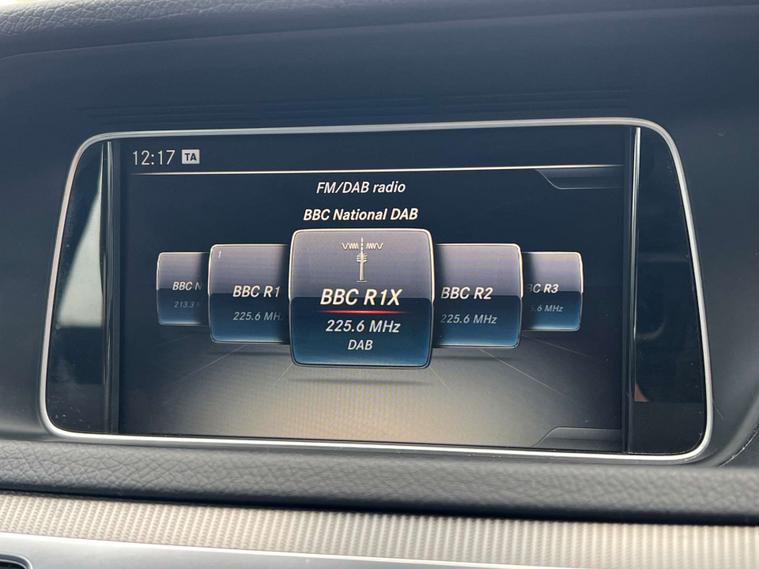 12:17 TA
FM/DAB radio
BBC National DAB
BBC R1
225.6 MHz
BBC R1X
225.6 MHz
DAB
BBC R2
225.6 MHz
R3